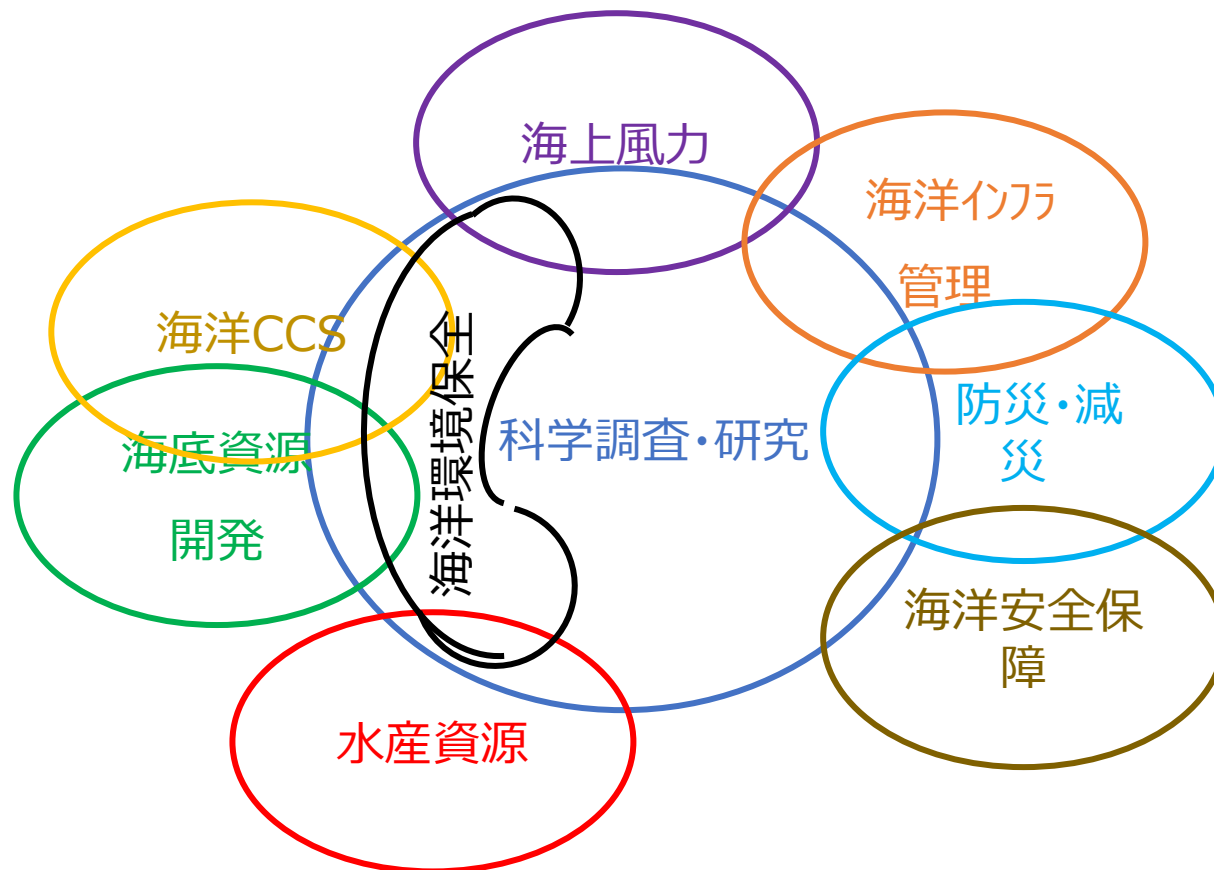 海上風力
海洋インフラ
管理
海洋CCS
防災・減
災
海底資源
開発
海洋環境保全
科学調査・研究
海洋安全保
障
水産資源